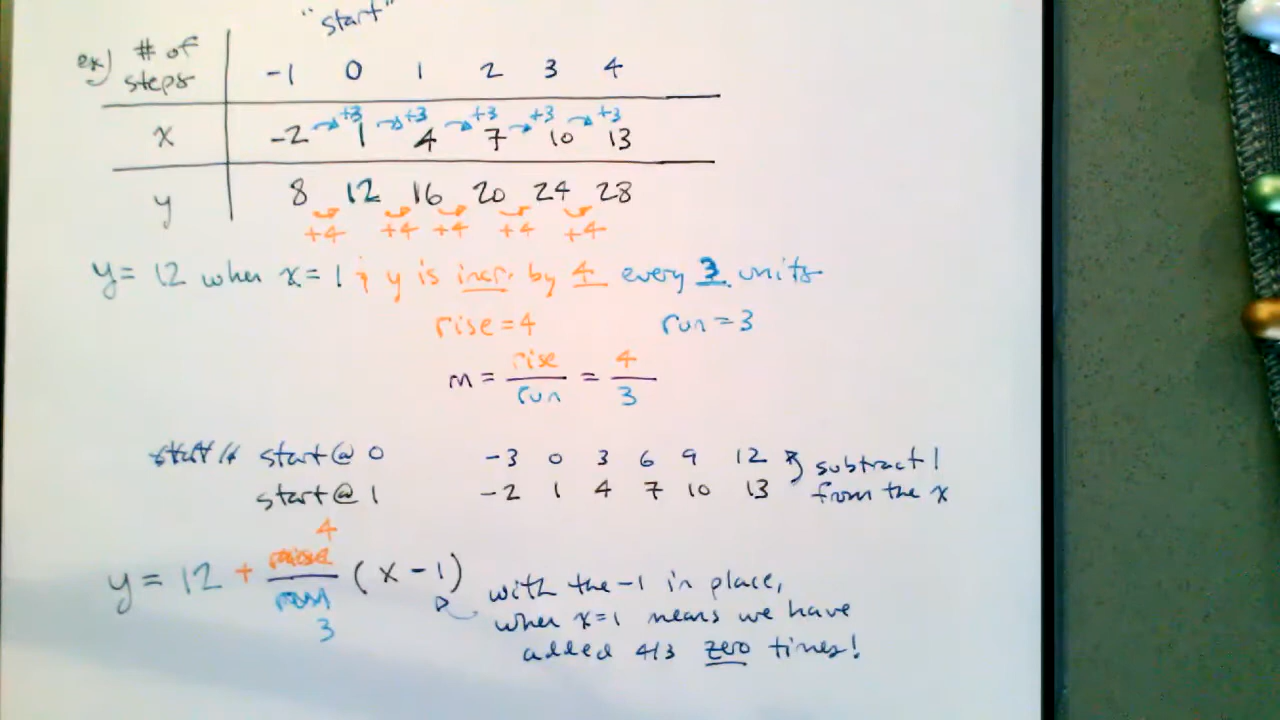 "start"
ex) # of steps -1 0 1 2 3 4
+3 +3 +3 +3 +3
x -2 1 4 7 10 13
y 8 12 16 20 24 28
+4 +4 +4 +4 +4
y = 12 when x = 1 ; y is incr. by 4 every 3 units
rise = 4 run = 3
m = rise/run = 4/3
start @ 0 -3 0 3 6 9 12 subtract 1
start @ 1 -2 1 4 7 10 13 from the x
4
y = 12 + rise/run (x - 1)
3
with the -1 in place,
when x=1 means we have
added 4/3 zero times!